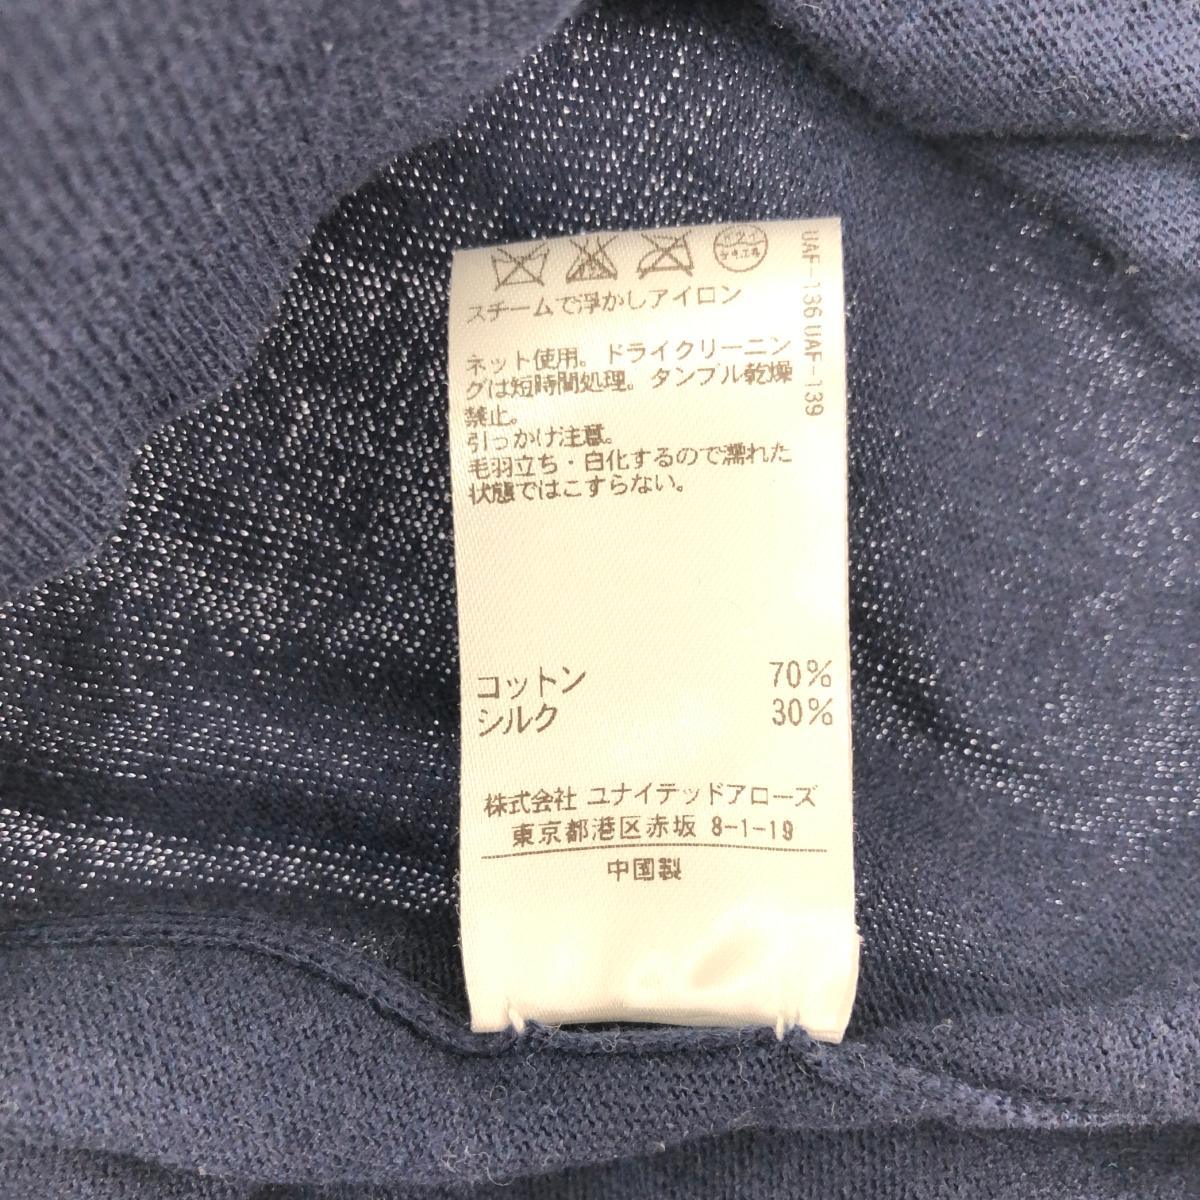 スチームで浮かしアイロン
ネット使用。ドライクリーニン
グは短時間処理。タンブル乾燥
禁止。
引っかけ注意。
毛羽立ち・白化するので濡れた
状態ではこすらない。
コットン 70%
シルク 30%
株式会社 ユナイテッドアローズ
東京都港区赤坂 8-1-19
中国製
UAF-136 UAF-139